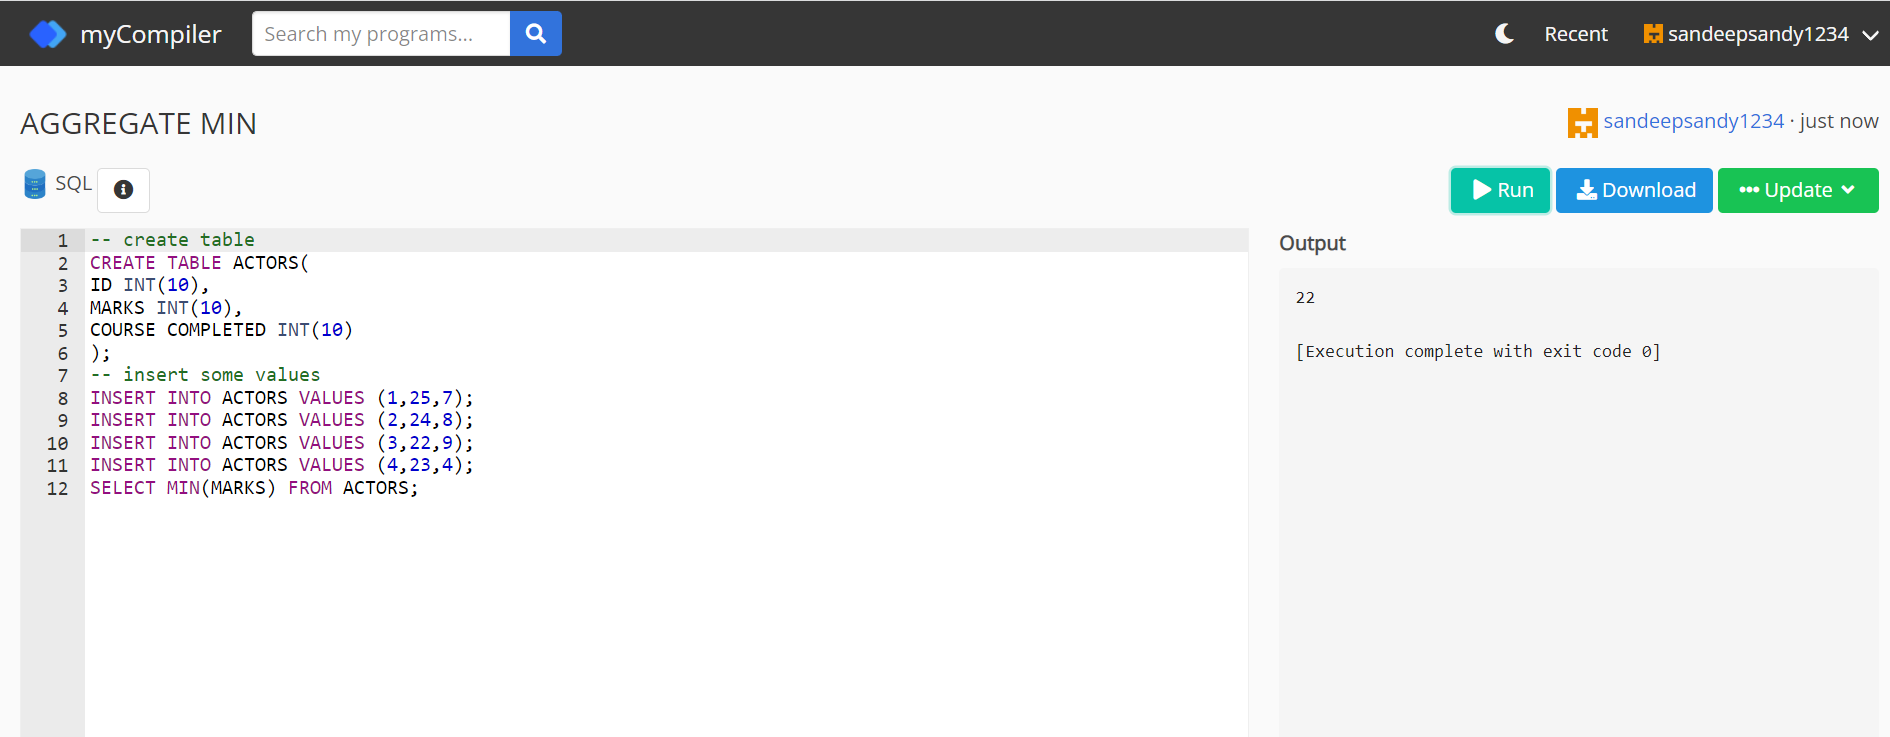 myCompiler
Search my programs...
Recent
sandeepsandy1234
AGGREGATE MIN
sandeepsandy1234 · just now
SQL
Run
Download
Update
1 -- create table
2 CREATE TABLE ACTORS(
3 ID INT(10),
4 MARKS INT(10),
5 COURSE COMPLETED INT(10)
6 );
7 -- insert some values
8 INSERT INTO ACTORS VALUES (1,25,7);
9 INSERT INTO ACTORS VALUES (2,24,8);
10 INSERT INTO ACTORS VALUES (3,22,9);
11 INSERT INTO ACTORS VALUES (4,23,4);
12 SELECT MIN(MARKS) FROM ACTORS;
Output
22
[Execution complete with exit code 0]